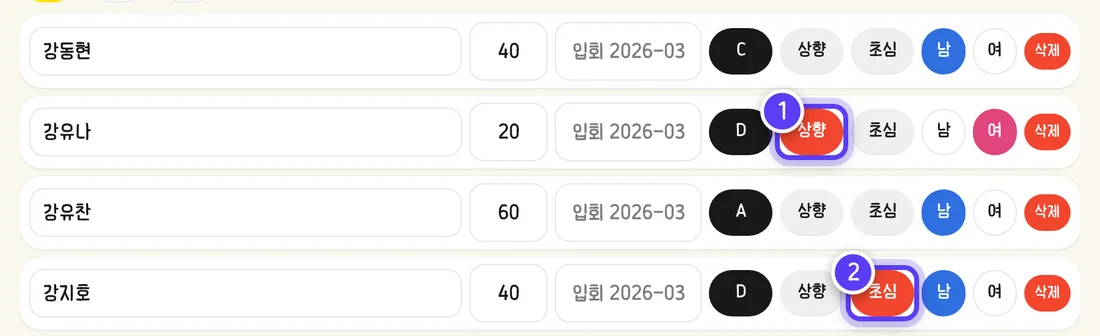 강동현 40 입회 2026-03 C 상향 초심 남 여 삭제
강유나 20 입회 2026-03 D 1 상향 초심 남 여 삭제
강유찬 60 입회 2026-03 A 상향 초심 남 여 삭제
강지호 40 입회 2026-03 D 상향 2 초심 남 여 삭제